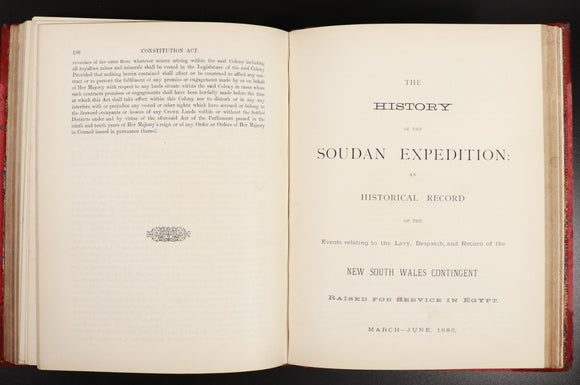 186 CONSTITUTION ACT.
revenues of the same from whatever source arising within the said Colony including
all royalties mines and minerals shall be vested in the Legislature of the said Colony
Provided that nothing herein contained shall affect or be construed to affect any con-
tract or to prevent the fulfilment of any promise or engagement made by or on behalf
of Her Majesty with respect to any lands situate within the said Colony in cases where
such contracts promises or engagements shall have been lawfully made before the time
at which this Act shall take effect within this Colony nor to disturb or in any way
interfere with or prejudice any vested or other rights which have accrued or belong to
the licensed occupants or lessees of any Crown Lands within or without the Settled
Districts under and by virtue of the aforesaid Act of the Parliament passed in the
ninth and tenth years of Her Majesty's reign or of any Order or Orders of Her Majesty
in Council issued in pursuance thereof.
THE
HISTORY
OF THE
SOUDAN EXPEDITION:
AN
HISTORICAL RECORD
OF THE
Events relating to the Levy, Despatch, and Return of the
NEW SOUTH WALES CONTINGENT
RAISED FOR SERVICE IN EGYPT.
MARCH—JUNE, 1885.